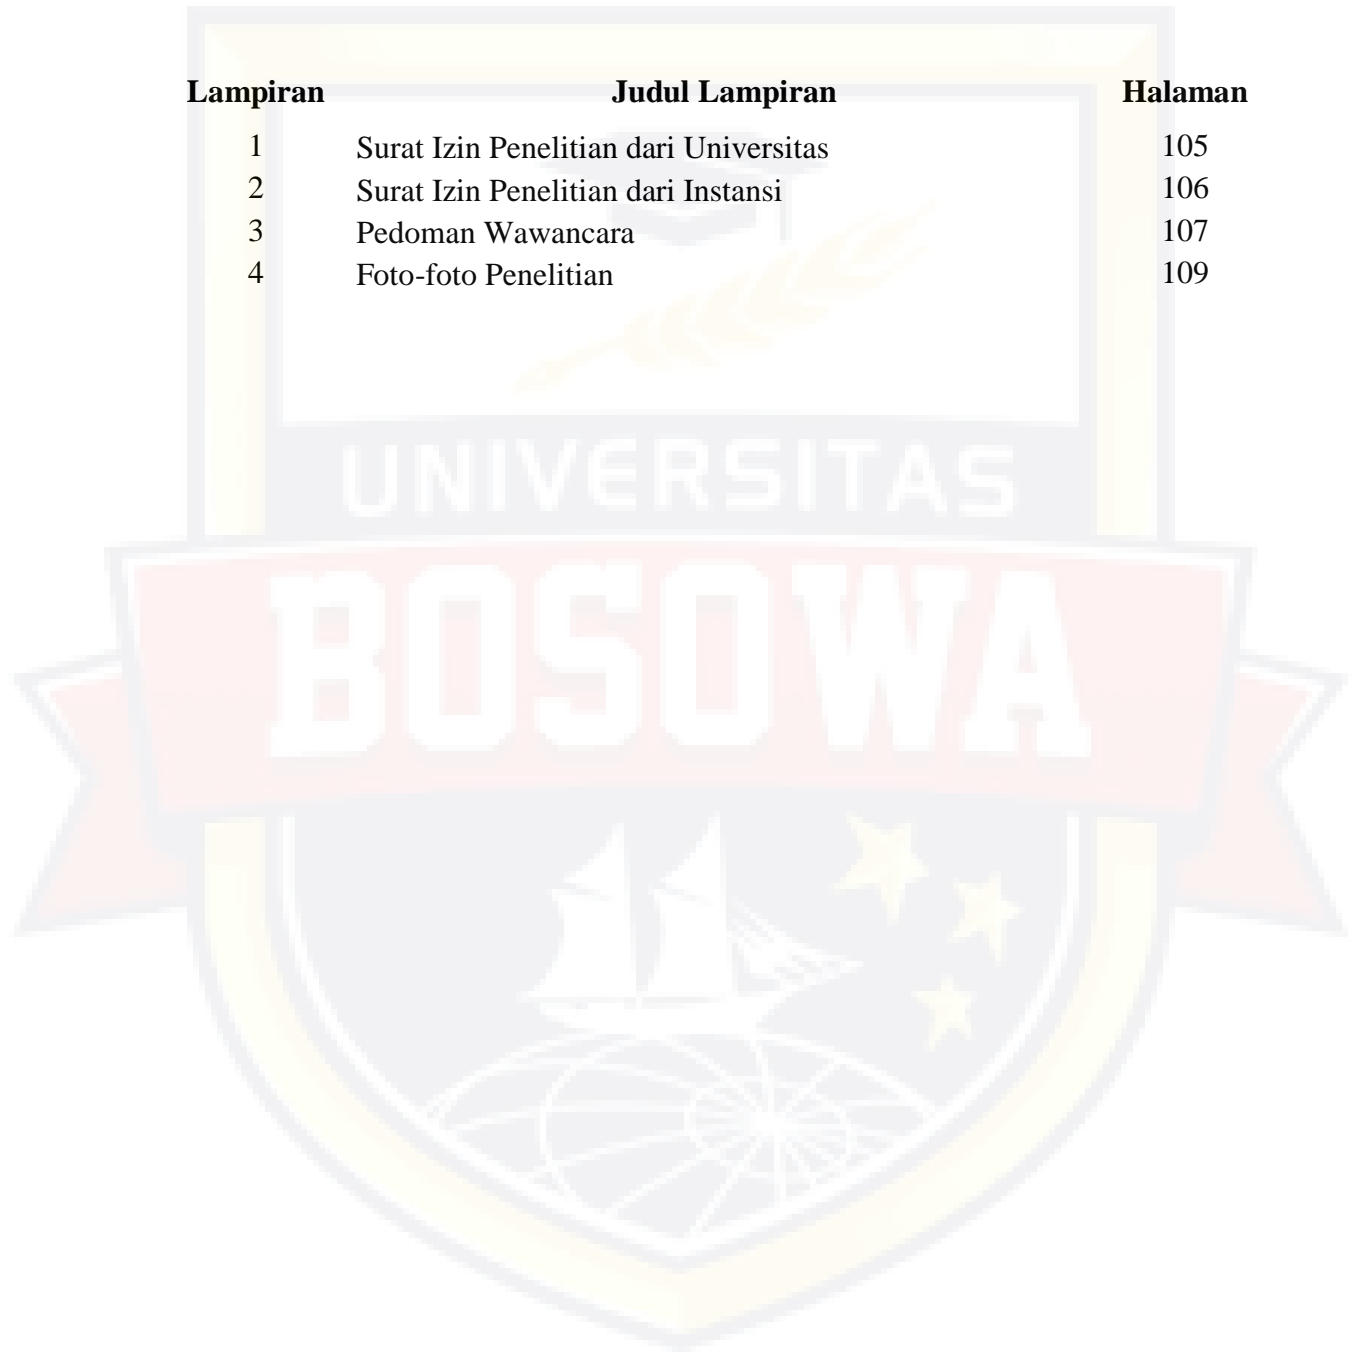 Lampiran Judul Lampiran Halaman
1 Surat Izin Penelitian dari Universitas 105
2 Surat Izin Penelitian dari Instansi 106
3 Pedoman Wawancara 107
4 Foto-foto Penelitian 109
UNIVERSITAS
BOSOWA